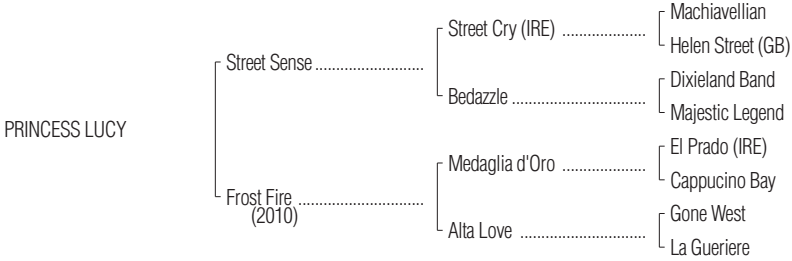 Machiavellian
Street Cry (IRE) ....................
Helen Street (GB)
Street Sense ..........................
Dixieland Band
Bedazzle ................................
Majestic Legend
PRINCESS LUCY
El Prado (IRE)
Medaglia d'Oro ....................
Cappucino Bay
Frost Fire ..............................
(2010)
Gone West
Alta Love ..............................
La Gueriere